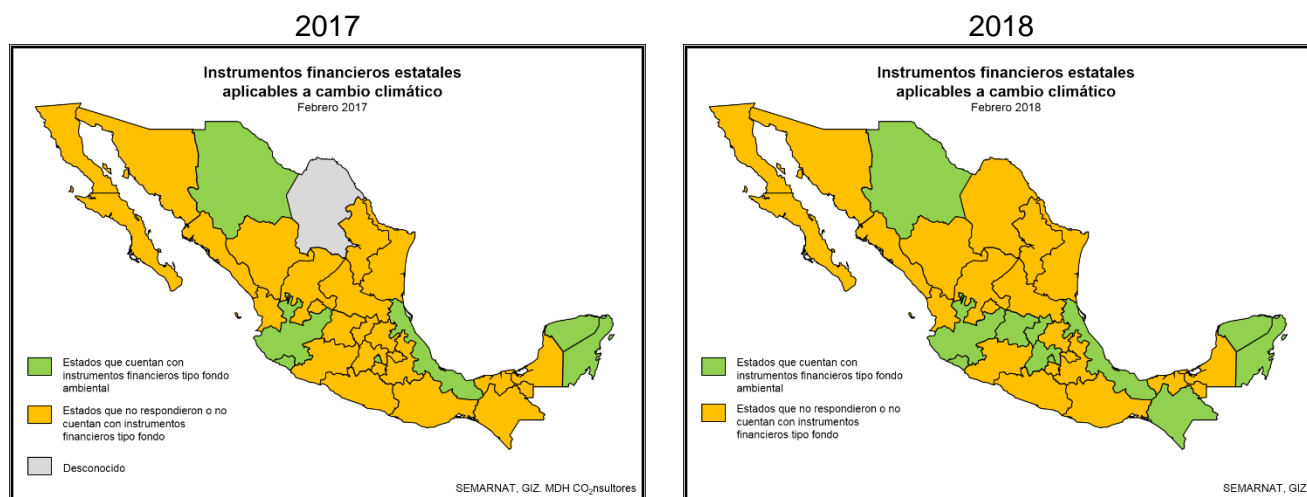 2017
Instrumentos financieros estatales
aplicables a cambio climático
Febrero 2017
Estados que cuentan con
instrumentos financieros tipo fondo
ambiental
Estados que no respondieron o no
cuentan con instrumentos
financieros tipo fondo
Desconocido
SEMARNAT, GIZ. MDH CO₂nsultores
2018
Instrumentos financieros estatales
aplicables a cambio climático
Febrero 2018
Estados que cuentan con
instrumentos financieros tipo fondo
ambiental
Estados que no respondieron o no
cuentan con instrumentos
financieros tipo fondo
SEMARNAT, GIZ